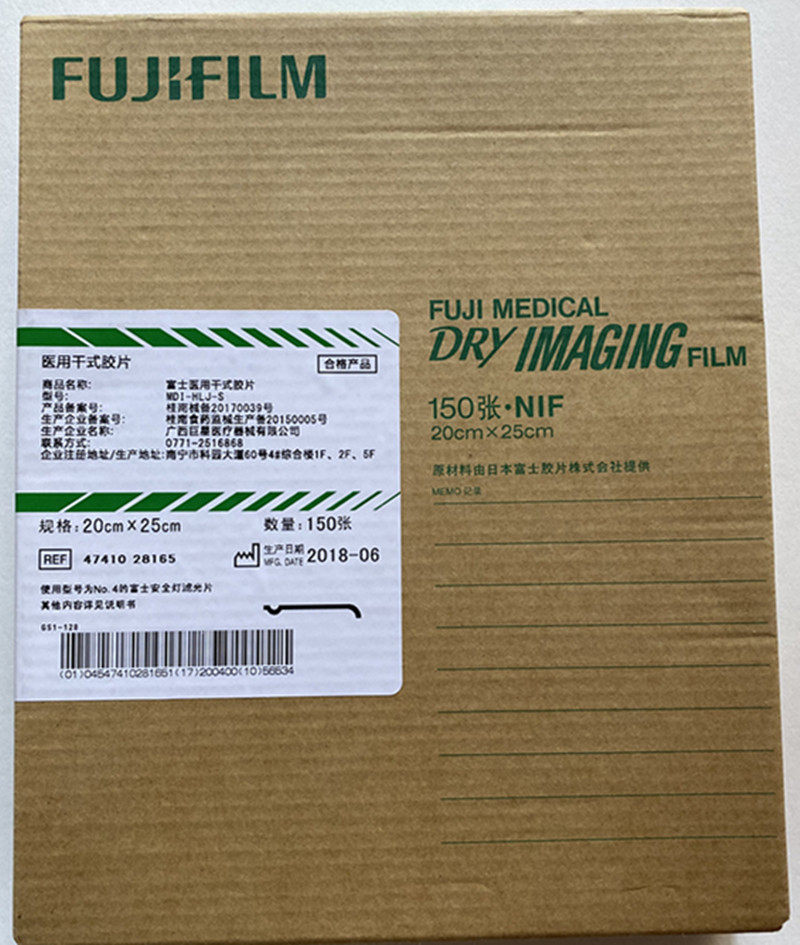 FUJIFILM
FUJI MEDICAL
DRY IMAGING FILM
150张·NIF
20cm×25cm
原材料由日本富士胶片株式会社提供
MEMO 记录
医用干式胶片
合格产品
商品名称: 富士医用干式胶片
型号: MDI-HLJ-S
产品备案号: 桂南械备20170039号
生产企业备案号: 桂南食药监械生产备20150005号
生产企业名称: 广西巨星医疗器械有限公司
联系方式: 0771-2516868
企业注册地址/生产地址: 南宁市科园大道60号4#综合楼1F、2F、5F
规格: 20cm×25cm 数量: 150张
REF 47410 28165
生产日期
MFG. DATE 2018-06
使用型号为No.4的富士安全灯滤光片
其他内容详见说明书
GS1-128
(01)04547410281651(17)200400(10)56634